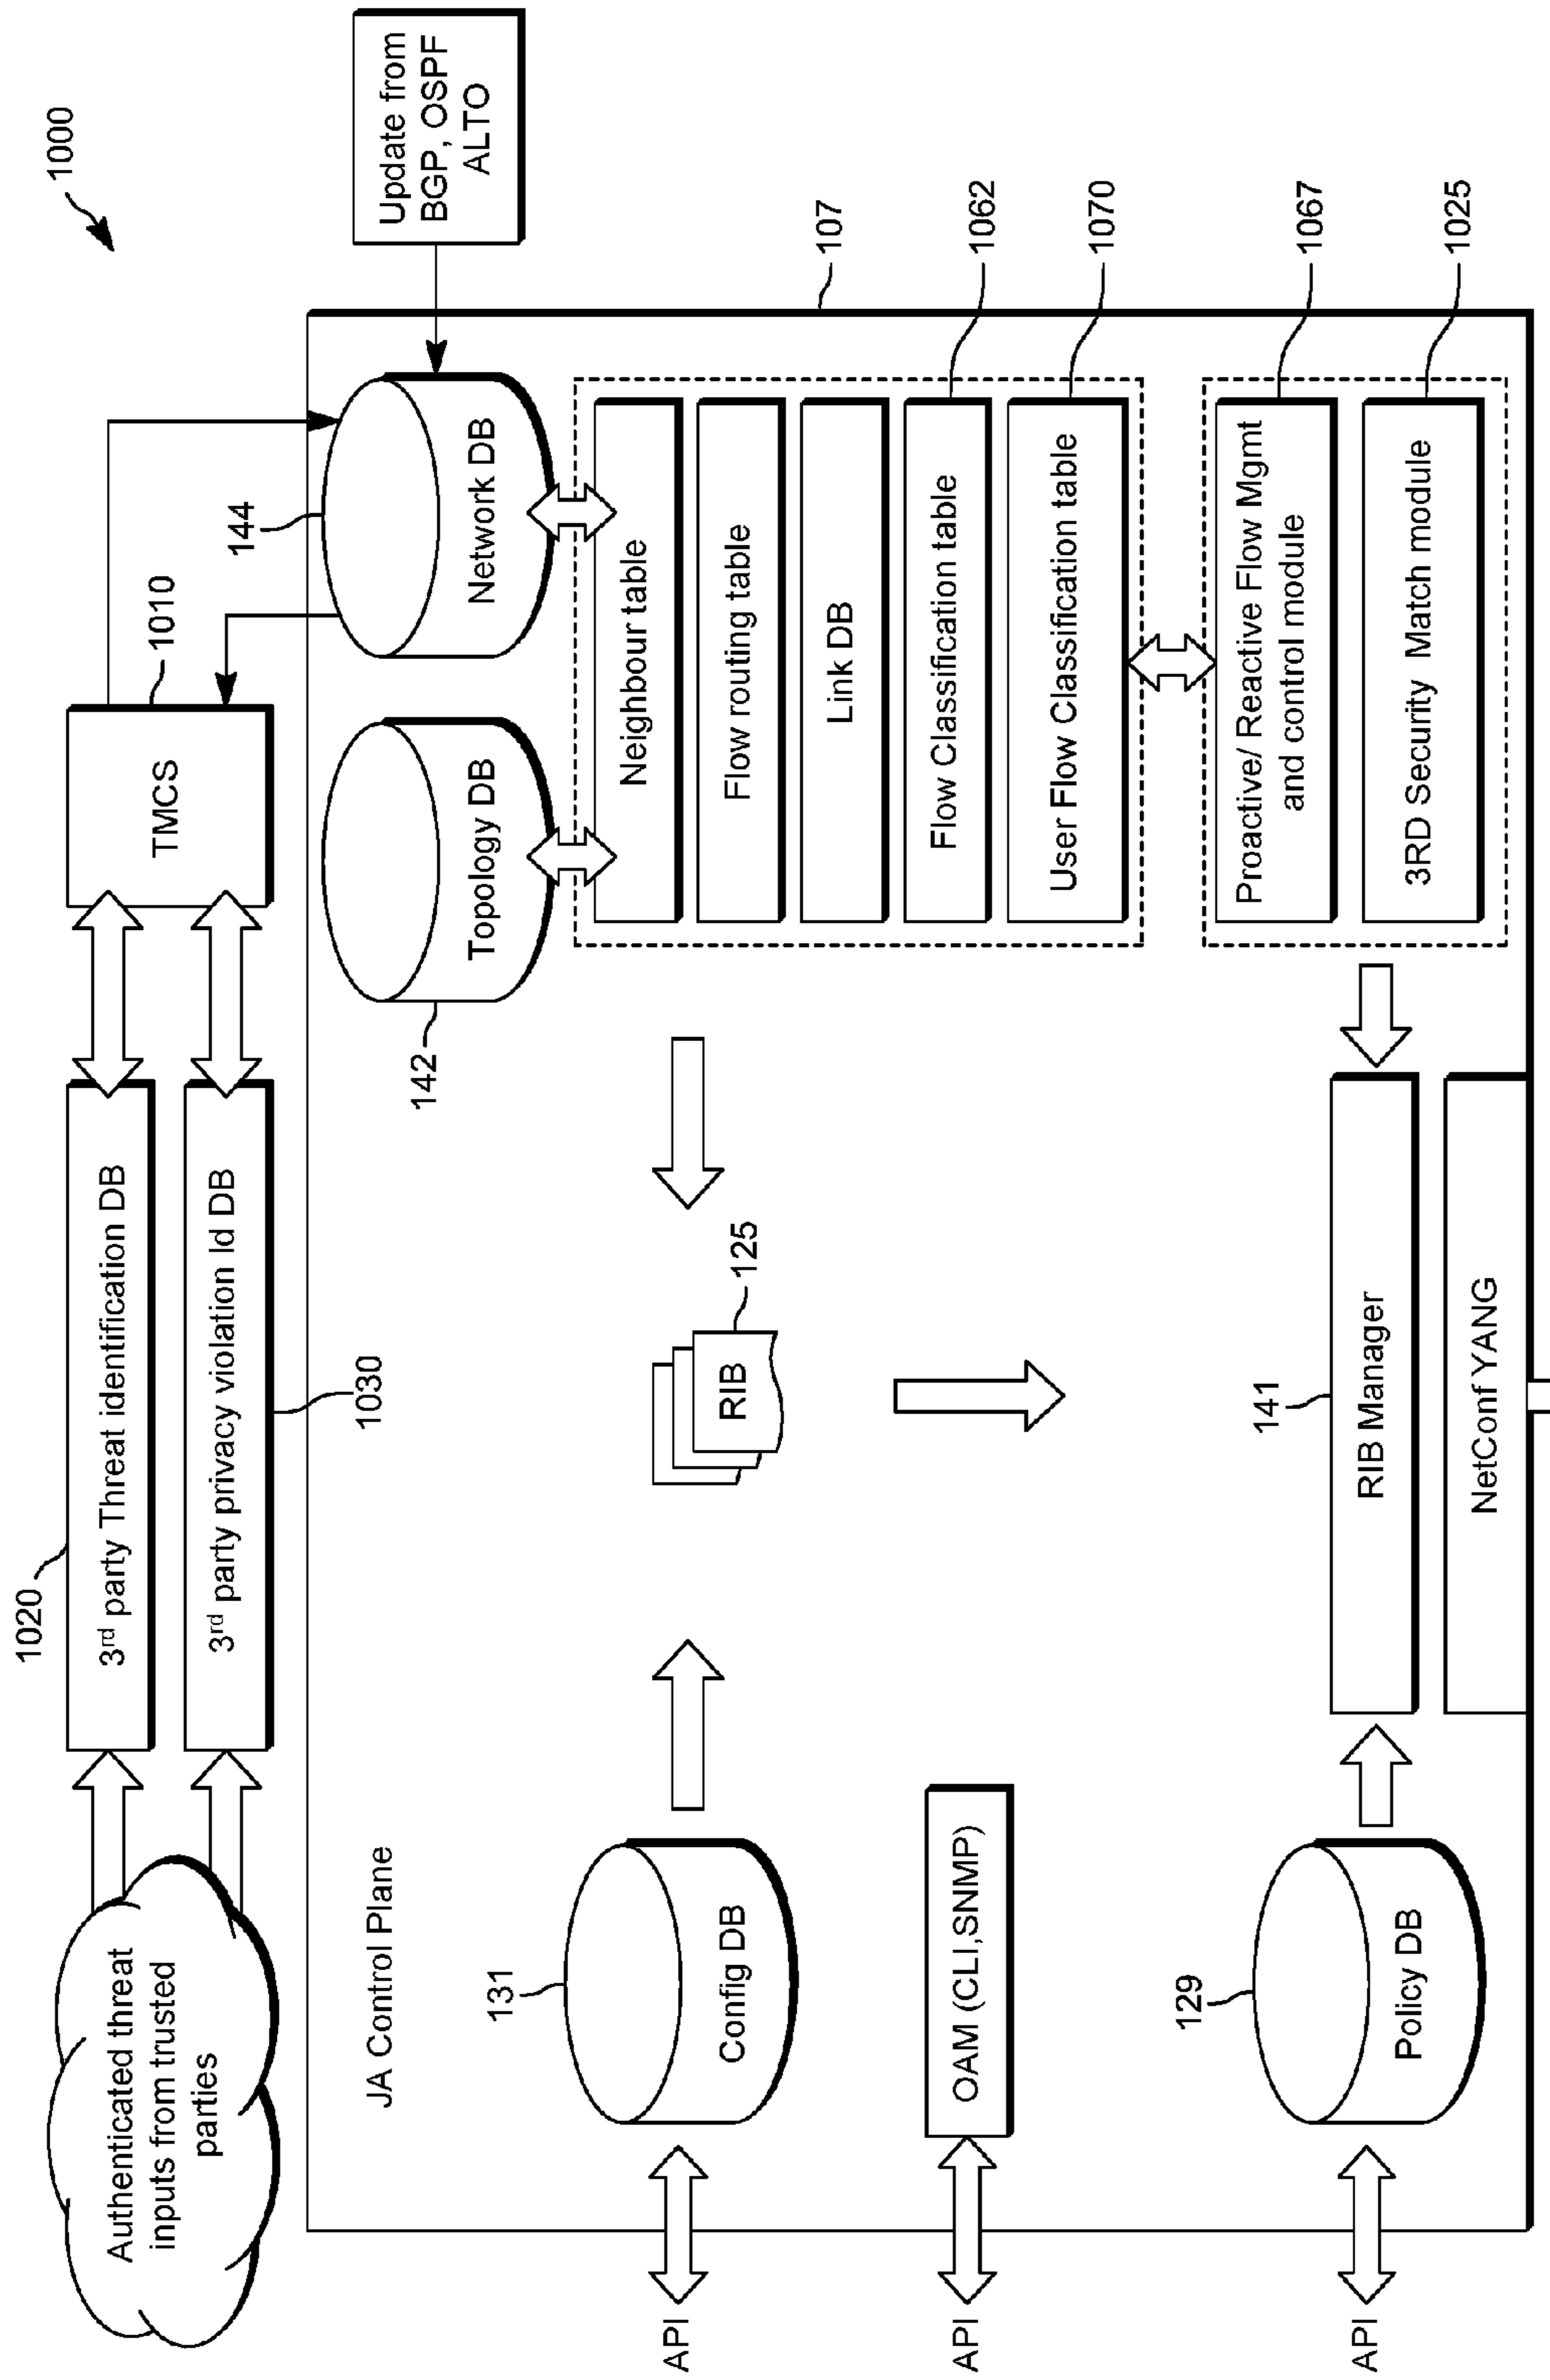 1000
1020
3rd party Threat identification DB
3rd party privacy violation Id DB
1030
Authenticated threat
inputs from trusted
parties
TMCS
1010
144
Update from
BGP, OSPF
ALTO
JA Control Plane
142
Topology DB
Network DB
107
131
Config DB
API
RIB
125
Neighbour table
Flow routing table
Link DB
Flow Classification table
1062
User Flow Classification table
1070
OAM (CLI,SNMP)
API
129
Policy DB
API
141
RIB Manager
NetConf YANG
Proactive/ Reactive Flow Mgmt
and control module
1067
3RD Security Match module
1025